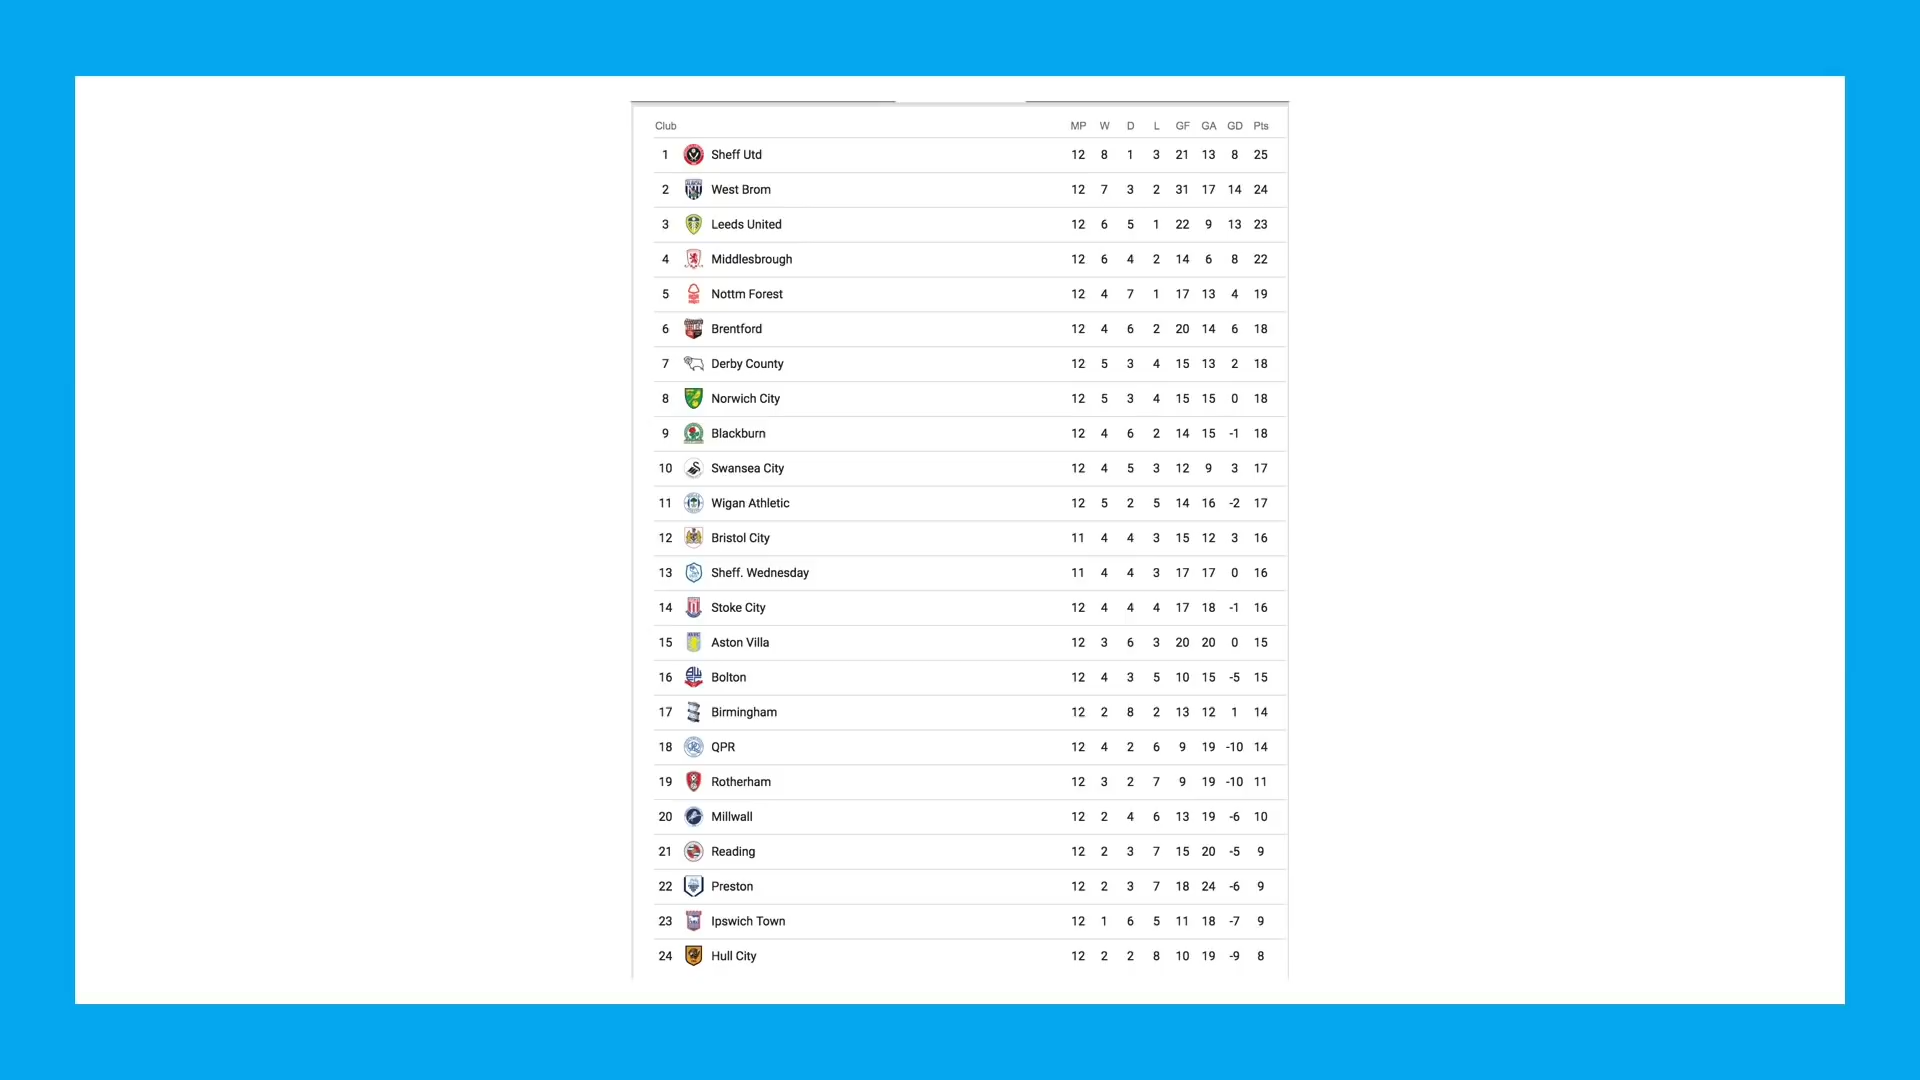 Club MP W D L GF GA GD Pts
1 Sheff Utd 12 8 1 3 21 13 8 25
2 West Brom 12 7 3 2 31 17 14 24
3 Leeds United 12 6 5 1 22 9 13 23
4 Middlesbrough 12 6 4 2 14 6 8 22
5 Nottm Forest 12 4 7 1 17 13 4 19
6 Brentford 12 4 6 2 20 14 6 18
7 Derby County 12 5 3 4 15 13 2 18
8 Norwich City 12 5 3 4 15 15 0 18
9 Blackburn 12 4 6 2 14 15 -1 18
10 Swansea City 12 4 5 3 12 9 3 17
11 Wigan Athletic 12 5 2 5 14 16 -2 17
12 Bristol City 11 4 4 3 15 12 3 16
13 Sheff. Wednesday 11 4 4 3 17 17 0 16
14 Stoke City 12 4 4 4 17 18 -1 16
15 Aston Villa 12 3 6 3 20 20 0 15
16 Bolton 12 4 3 5 10 15 -5 15
17 Birmingham 12 2 8 2 13 12 1 14
18 QPR 12 4 2 6 9 19 -10 14
19 Rotherham 12 3 2 7 9 19 -10 11
20 Millwall 12 2 4 6 13 19 -6 10
21 Reading 12 2 3 7 15 20 -5 9
22 Preston 12 2 3 7 18 24 -6 9
23 Ipswich Town 12 1 6 5 11 18 -7 9
24 Hull City 12 2 2 8 10 19 -9 8